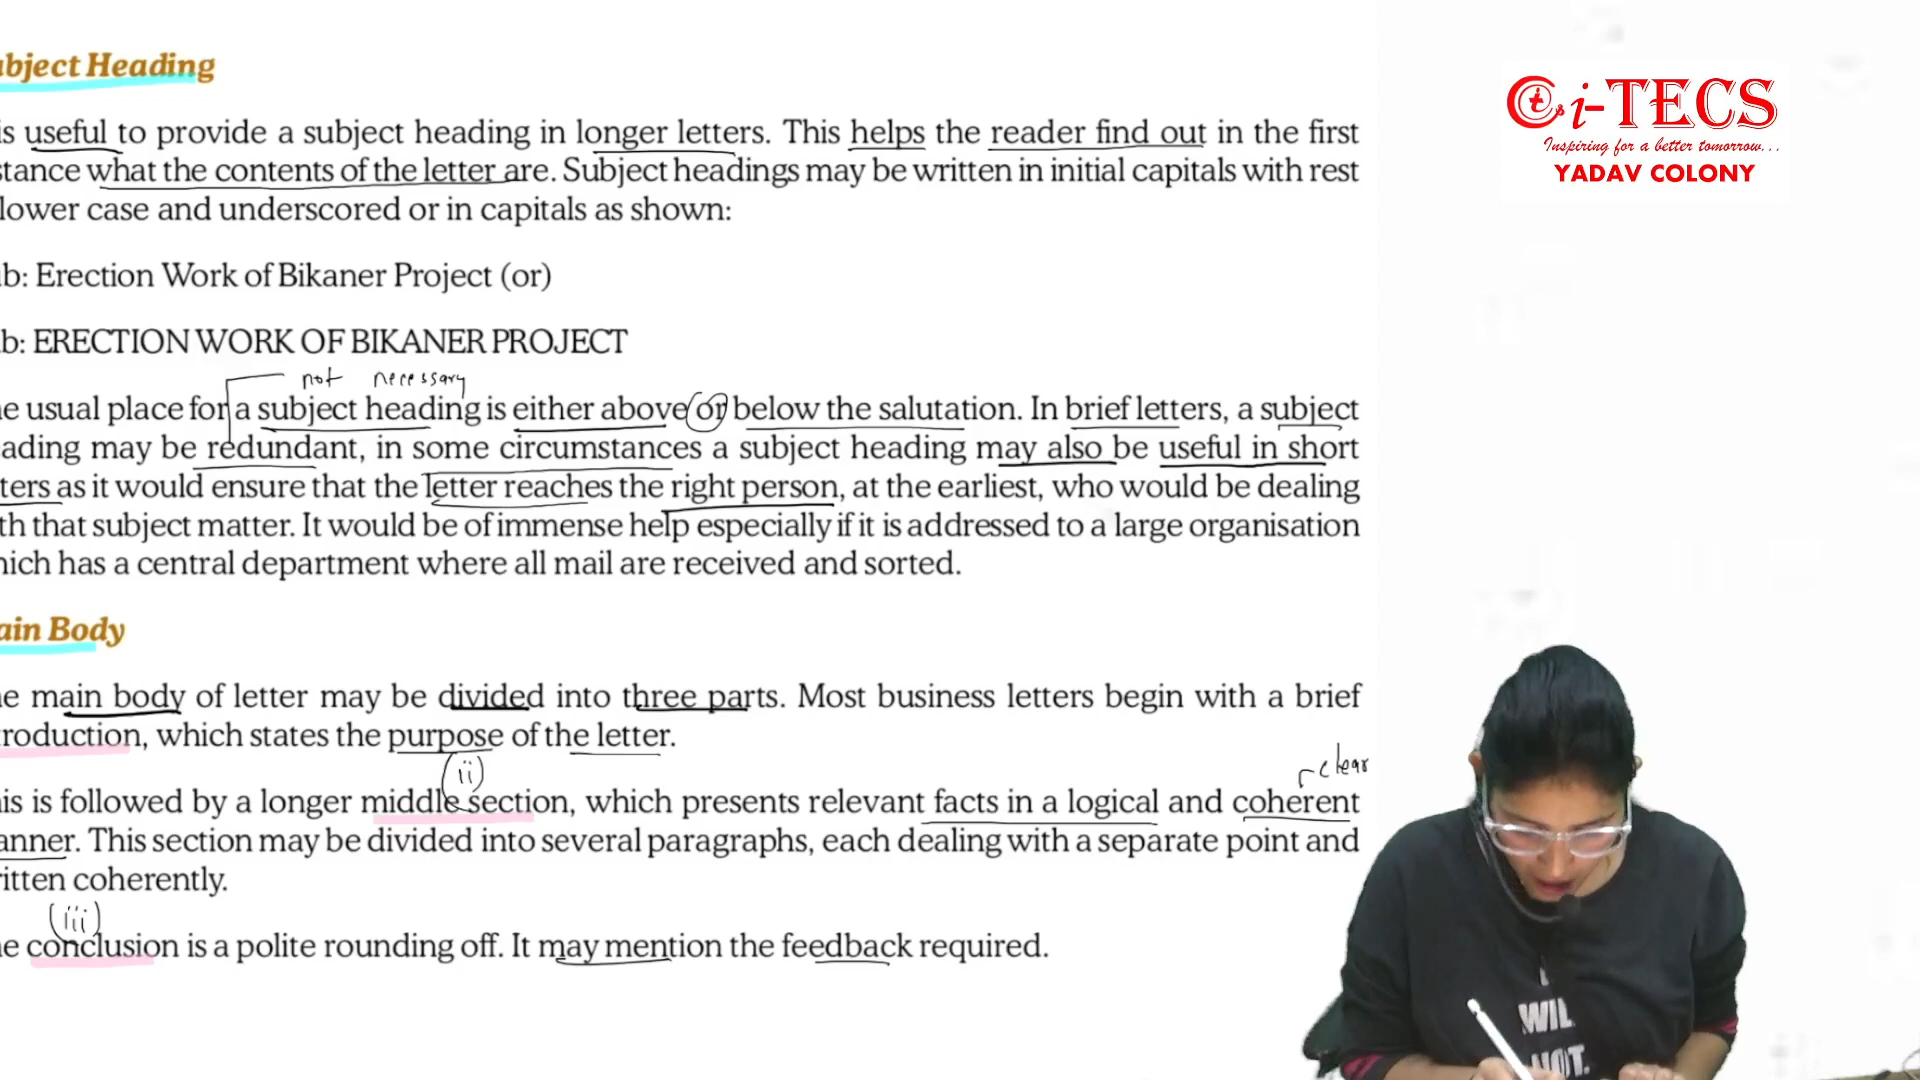 bject Heading
is useful to provide a subject heading in longer letters. This helps the reader find out in the first
stance what the contents of the letter are. Subject headings may be written in initial capitals with rest
lower case and underscored or in capitals as shown:
b: Erection Work of Bikaner Project (or)
b: ERECTION WORK OF BIKANER PROJECT
not necessary
e usual place for a subject heading is either above or below the salutation. In brief letters, a subject
ading may be redundant, in some circumstances a subject heading may also be useful in short
ters as it would ensure that the letter reaches the right person, at the earliest, who would be dealing
th that subject matter. It would be of immense help especially if it is addressed to a large organisation
hich has a central department where all mail are received and sorted.
ain Body
e main body of letter may be divided into three parts. Most business letters begin with a brief
roduction, which states the purpose of the letter.
(ii)
clear
is is followed by a longer middle section, which presents relevant facts in a logical and coherent
anner. This section may be divided into several paragraphs, each dealing with a separate point and
itten coherently.
(iii)
e conclusion is a polite rounding off. It may mention the feedback required.
i-TECS
Inspiring for a better tomorrow...
YADAV COLONY
I
WIL
NOT.